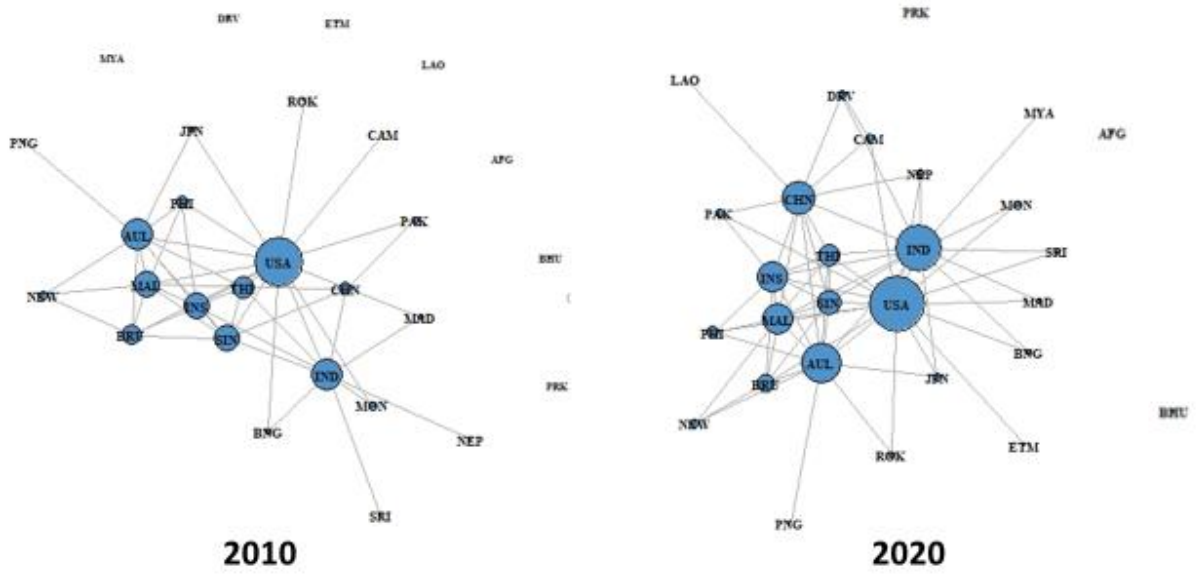 DRV
ETM
MYA
LAO
ROK
JPN
CAM
PNG
AFG
PHI
PAK
AUL
USA
BHU
MAL
THI
CHN
NEW
INS
MAD
BRU
SIN
IND
PRK
MON
BNG
NEP
SRI
2010
PRK
LAO
DRV
MYA
CAM
AFG
NEP
CHN
MON
PAK
IND
SRI
THI
INS
SIN
USA
MAD
MAL
PHI
BNG
AUL
JPN
BRU
BHU
NEW
ETM
ROK
PNG
2020